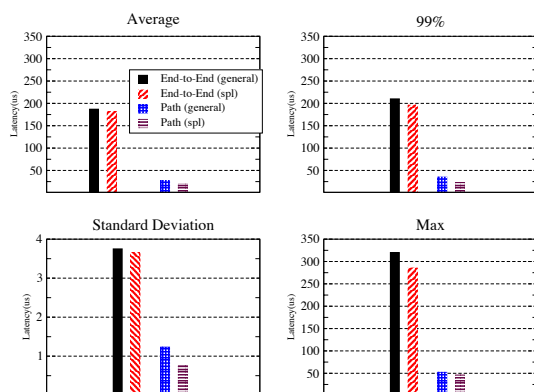 Average
350
300
250
200
150
100
50
Latency(us)
End-to-End (general)
End-to-End (spl)
Path (general)
Path (spl)
99%
350
300
250
200
150
100
50
Latency(us)
Standard Deviation
4
3
2
1
Latency(us)
Max
350
300
250
200
150
100
50
Latency(us)